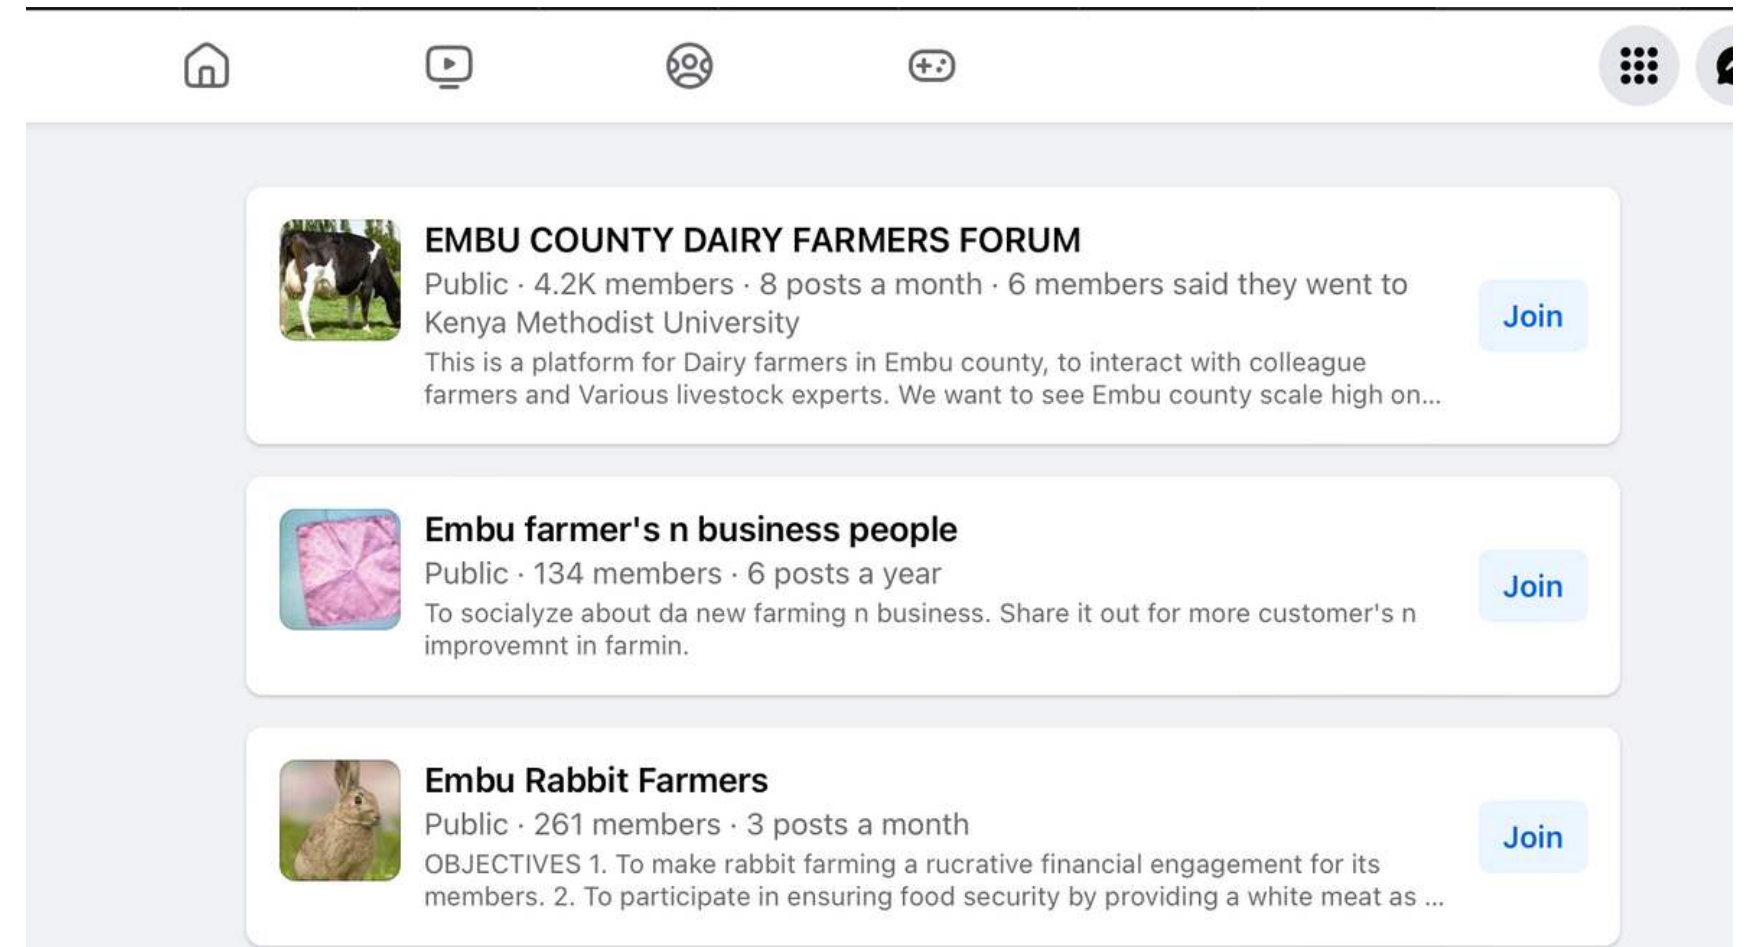 EMBU COUNTY DAIRY FARMERS FORUM
Public · 4.2K members · 8 posts a month · 6 members said they went to
Kenya Methodist University
This is a platform for Dairy farmers in Embu county, to interact with colleague
farmers and Various livestock experts. We want to see Embu county scale high on...
Join
Embu farmer's n business people
Public · 134 members · 6 posts a year
To socialyze about da new farming n business. Share it out for more customer's n
improvemnt in farmin.
Join
Embu Rabbit Farmers
Public · 261 members · 3 posts a month
OBJECTIVES 1. To make rabbit farming a rucrative financial engagement for its
members. 2. To participate in ensuring food security by providing a white meat as ...
Join